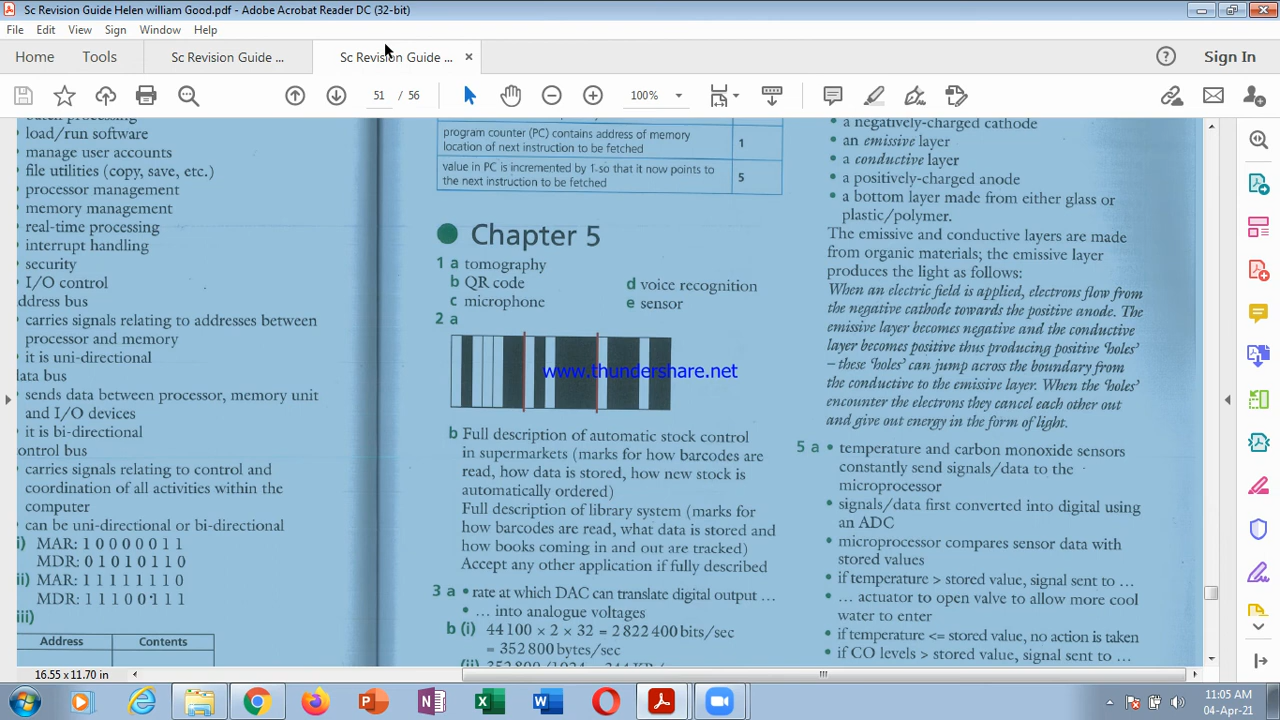 Sc Revision Guide Helen william Good.pdf - Adobe Acrobat Reader DC (32-bit)
File Edit View Sign Window Help
Home Tools Sc Revision Guide ... Sc Revision Guide ... × Sign In
51 / 56 100%
load/run software
manage user accounts
file utilities (copy, save, etc.)
processor management
memory management
real-time processing
interrupt handling
security
I/O control
ddress bus
carries signals relating to addresses between
processor and memory
it is uni-directional
data bus
sends data between processor, memory unit
and I/O devices
it is bi-directional
ontrol bus
carries signals relating to control and
coordination of all activities within the
computer
can be uni-directional or bi-directional
i) MAR: 1 0 0 0 0 0 1 1
MDR: 0 1 0 1 0 1 1 0
ii) MAR: 1 1 1 1 1 1 1 0
MDR: 1 1 1 0 0 1 1 1
iii)
Address Contents
16.55 x 11.70 in
program counter (PC) contains address of memory
location of next instruction to be fetched 1
value in PC is incremented by 1 so that it now points to
the next instruction to be fetched 5
Chapter 5
1 a tomography
b QR code
c microphone
d voice recognition
e sensor
2 a
www.thundershare.net
b Full description of automatic stock control
in supermarkets (marks for how barcodes are
read, how data is stored, how new stock is
automatically ordered)
Full description of library system (marks for
how barcodes are read, what data is stored and
how books coming in and out are tracked)
Accept any other application if fully described
3 a • rate at which DAC can translate digital output …
• … into analogue voltages
b (i) 44 100 × 2 × 32 = 2 822 400 bits/sec
= 352 800 bytes/sec
• a negatively-charged cathode
• an emissive layer
• a conductive layer
• a positively-charged anode
• a bottom layer made from either glass or
plastic/polymer.
The emissive and conductive layers are made
from organic materials; the emissive layer
produces the light as follows:
When an electric field is applied, electrons flow from
the negative cathode towards the positive anode. The
emissive layer becomes negative and the conductive
layer becomes positive thus producing positive 'holes'
– these 'holes' can jump across the boundary from
the conductive to the emissive layer. When the 'holes'
encounter the electrons they cancel each other out
and give out energy in the form of light.
5 a • temperature and carbon monoxide sensors
constantly send signals/data to the
microprocessor
• signals/data first converted into digital using
an ADC
• microprocessor compares sensor data with
stored values
• if temperature > stored value, signal sent to …
• … actuator to open valve to allow more cool
water to enter
• if temperature <= stored value, no action is taken
• if CO levels > stored value, signal sent to …
11:05 AM
04-Apr-21